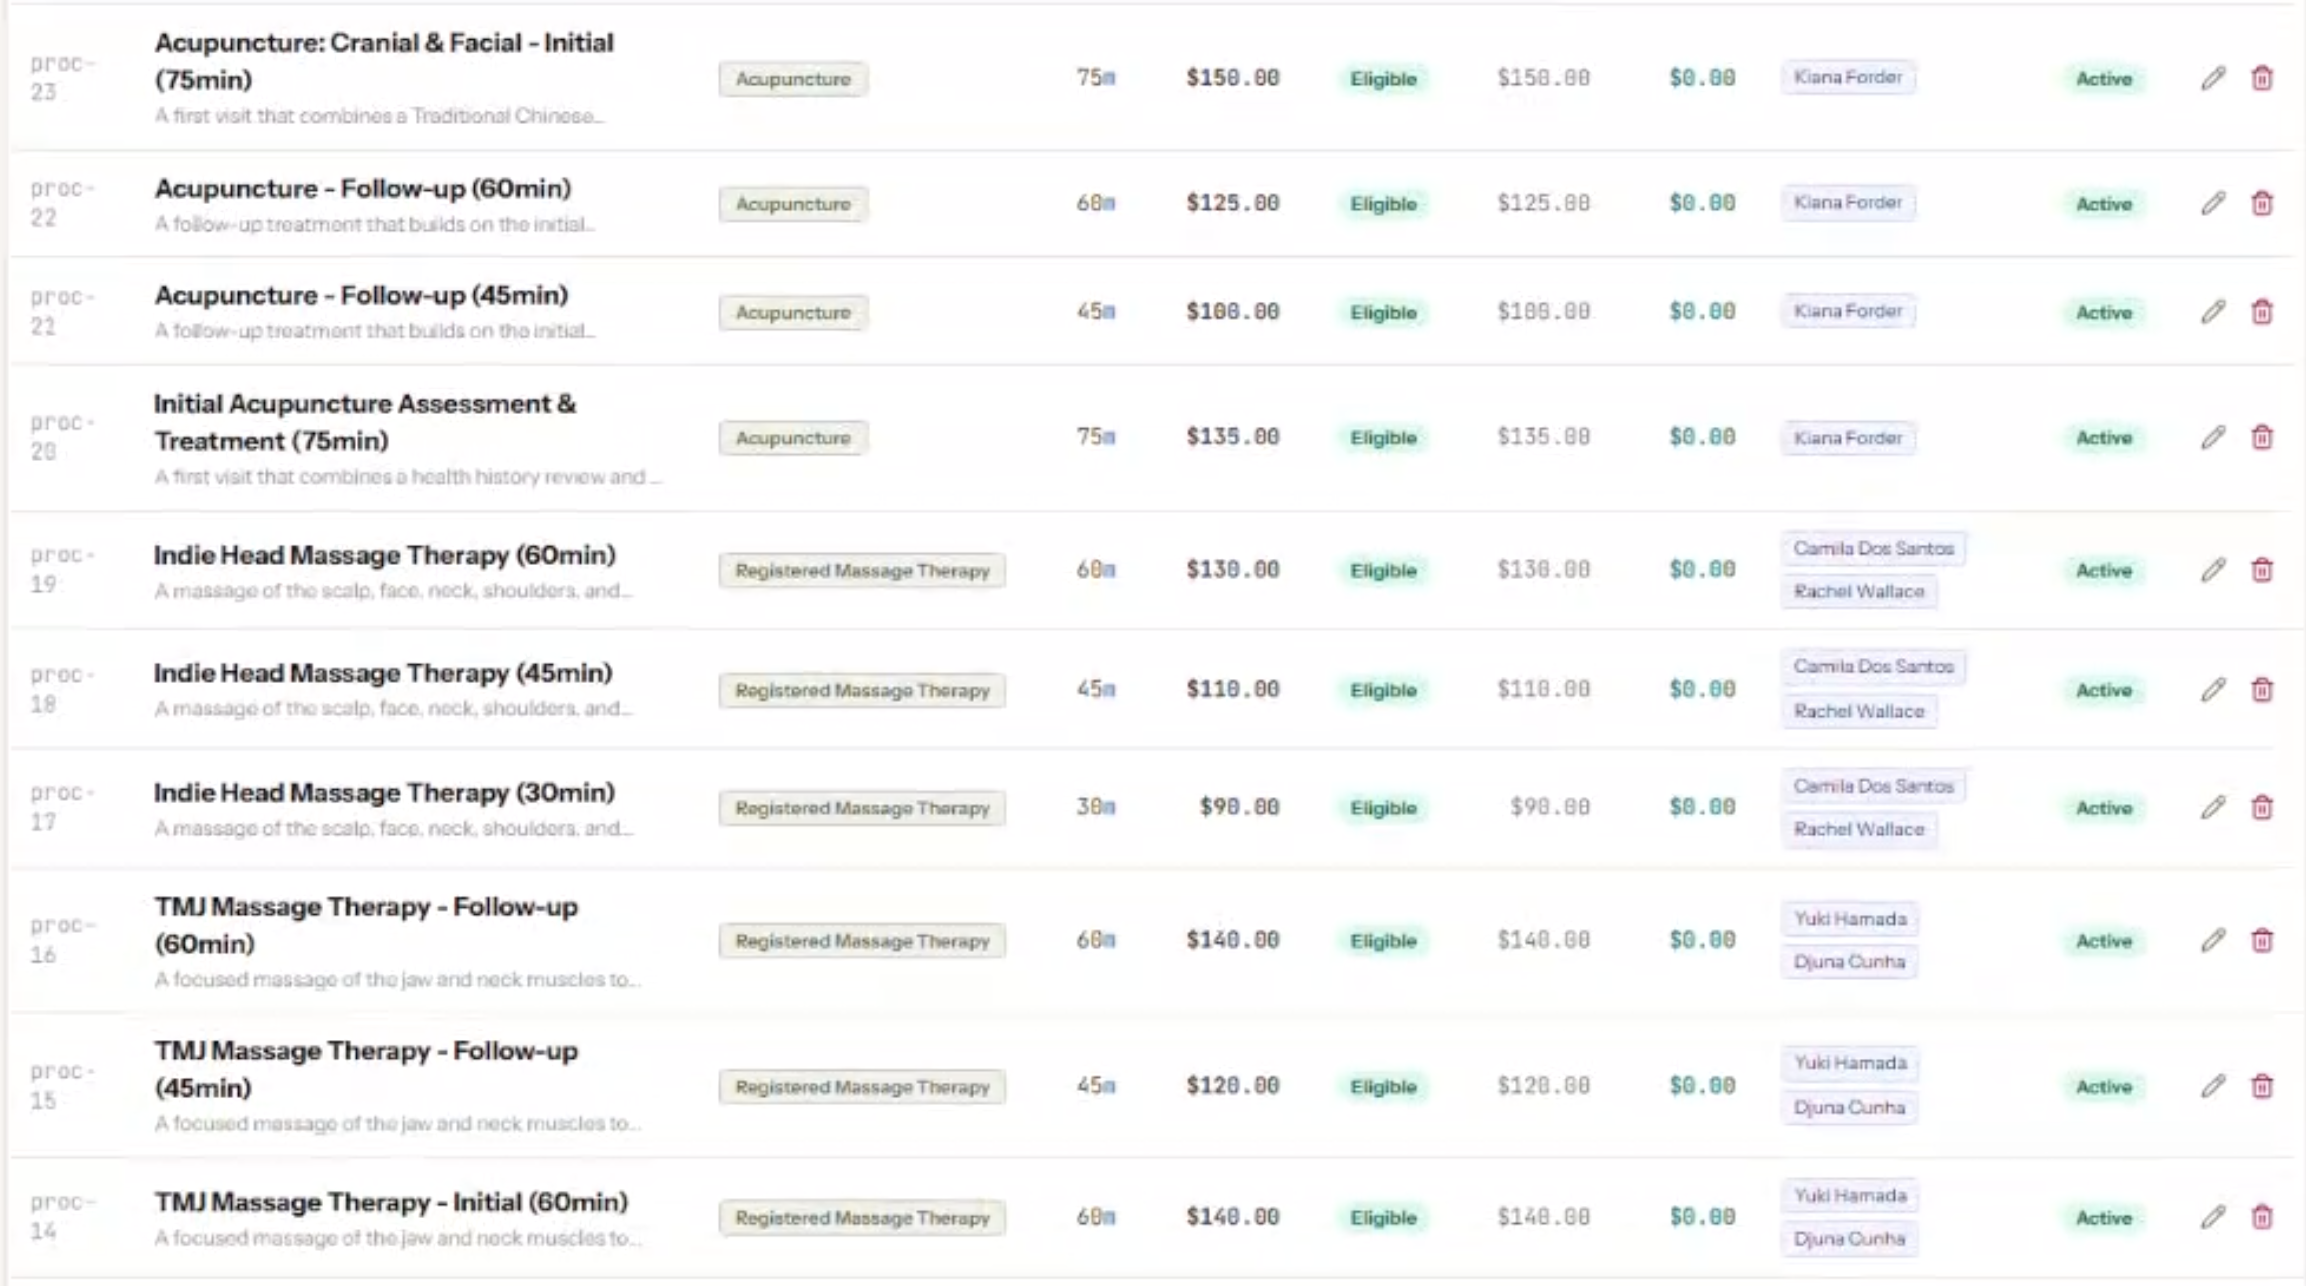 proc-
23
Acupuncture: Cranial & Facial - Initial
(75min)
A first visit that combines a Traditional Chinese...
Acupuncture
75m
$150.00
Eligible
$150.00
$0.00
Kiana Forder
Active
proc-
22
Acupuncture - Follow-up (60min)
A follow-up treatment that builds on the initial...
Acupuncture
60m
$125.00
Eligible
$125.00
$0.00
Kiana Forder
Active
proc-
21
Acupuncture - Follow-up (45min)
A follow-up treatment that builds on the initial...
Acupuncture
45m
$100.00
Eligible
$100.00
$0.00
Kiana Forder
Active
proc-
20
Initial Acupuncture Assessment &
Treatment (75min)
A first visit that combines a health history review and ...
Acupuncture
75m
$135.00
Eligible
$135.00
$0.00
Kiana Forder
Active
proc-
19
Indie Head Massage Therapy (60min)
A massage of the scalp, face, neck, shoulders, and...
Registered Massage Therapy
60m
$130.00
Eligible
$130.00
$0.00
Camila Dos Santos
Rachel Wallace
Active
proc-
18
Indie Head Massage Therapy (45min)
A massage of the scalp, face, neck, shoulders, and...
Registered Massage Therapy
45m
$110.00
Eligible
$110.00
$0.00
Camila Dos Santos
Rachel Wallace
Active
proc-
17
Indie Head Massage Therapy (30min)
A massage of the scalp, face, neck, shoulders, and...
Registered Massage Therapy
30m
$90.00
Eligible
$90.00
$0.00
Camila Dos Santos
Rachel Wallace
Active
proc-
16
TMJ Massage Therapy - Follow-up
(60min)
A focused massage of the jaw and neck muscles to...
Registered Massage Therapy
60m
$140.00
Eligible
$140.00
$0.00
Yuki Hamada
Djuna Cunha
Active
proc-
15
TMJ Massage Therapy - Follow-up
(45min)
A focused massage of the jaw and neck muscles to...
Registered Massage Therapy
45m
$120.00
Eligible
$120.00
$0.00
Yuki Hamada
Djuna Cunha
Active
proc-
14
TMJ Massage Therapy - Initial (60min)
A focused massage of the jaw and neck muscles to...
Registered Massage Therapy
60m
$140.00
Eligible
$140.00
$0.00
Yuki Hamada
Djuna Cunha
Active